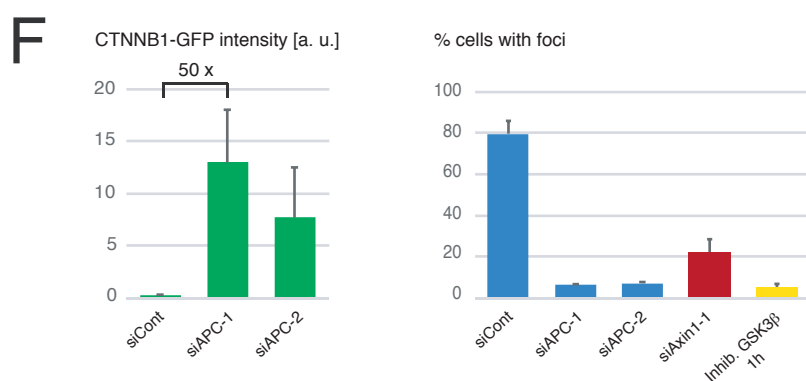 F
CTNNB1-GFP intensity [a. u.]
50 x
20
15
10
5
0
siCont
siAPC-1
siAPC-2
% cells with foci
100
80
60
40
20
0
siCont
siAPC-1
siAPC-2
siAxin1-1
Inhib. GSK3β
1h